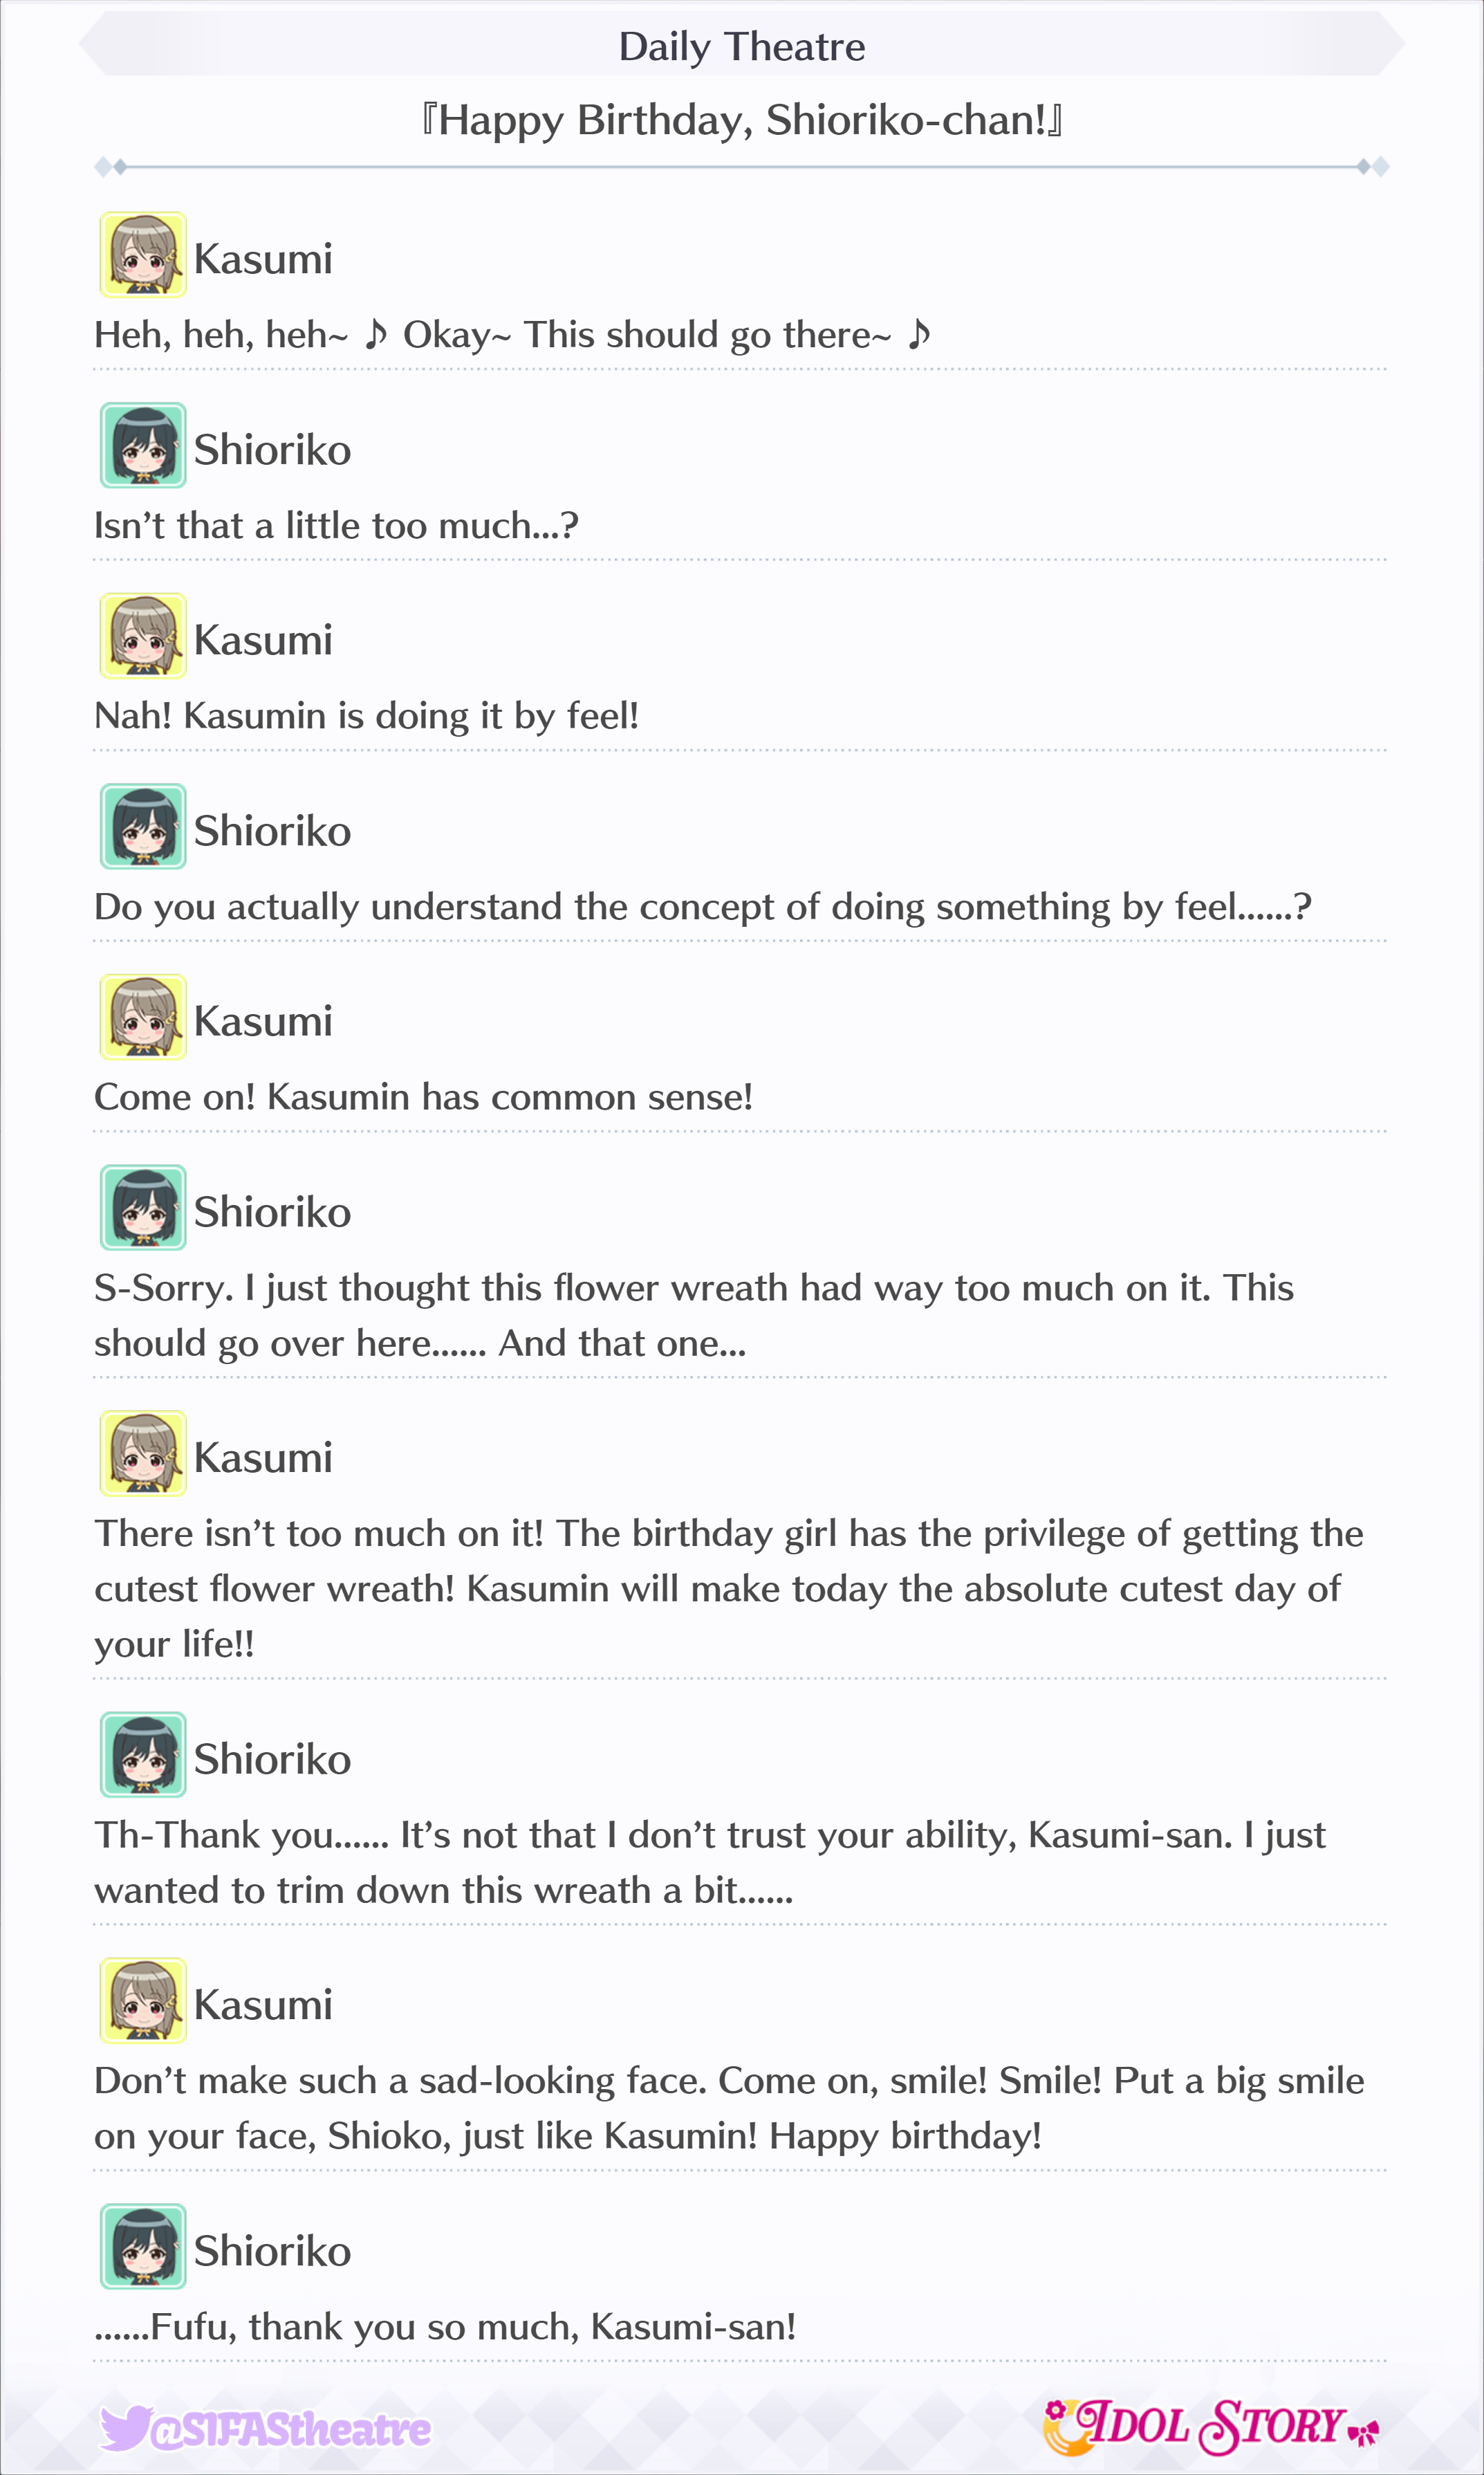 Daily Theatre
『Happy Birthday, Shioriko-chan!』
Kasumi
Heh, heh, heh~ ♪ Okay~ This should go there~ ♪
Shioriko
Isn’t that a little too much...?
Kasumi
Nah! Kasumin is doing it by feel!
Shioriko
Do you actually understand the concept of doing something by feel......?
Kasumi
Come on! Kasumin has common sense!
Shioriko
S-Sorry. I just thought this flower wreath had way too much on it. This
should go over here...... And that one...
Kasumi
There isn’t too much on it! The birthday girl has the privilege of getting the
cutest flower wreath! Kasumin will make today the absolute cutest day of
your life!!
Shioriko
Th-Thank you...... It’s not that I don’t trust your ability, Kasumi-san. I just
wanted to trim down this wreath a bit......
Kasumi
Don’t make such a sad-looking face. Come on, smile! Smile! Put a big smile
on your face, Shioko, just like Kasumin! Happy birthday!
Shioriko
......Fufu, thank you so much, Kasumi-san!
@SIFAStheatre
IDOL STORY